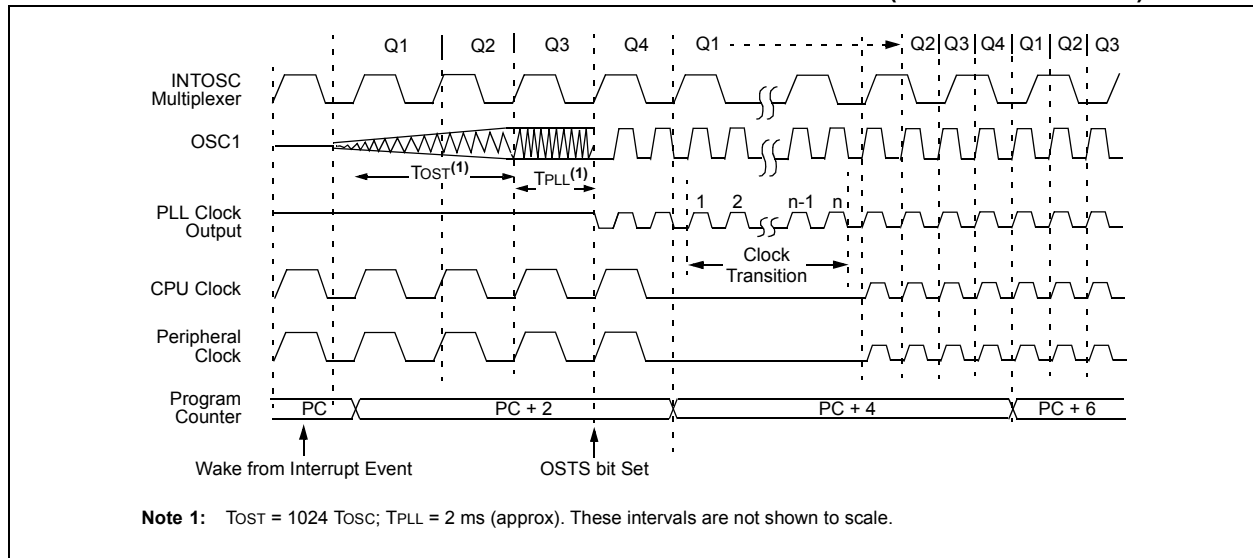 Q1 Q2 Q3 Q4 Q1 Q2 Q3 Q4 Q1 Q2 Q3
INTOSC
Multiplexer
OSC1
TOST(1)
TPLL(1)
1 2 n-1 n
PLL Clock
Output
Clock
Transition
CPU Clock
Peripheral
Clock
Program
Counter
PC PC + 2 PC + 4 PC + 6
Wake from Interrupt Event OSTS bit Set
Note 1: TOST = 1024 TOSC; TPLL = 2 ms (approx). These intervals are not shown to scale.